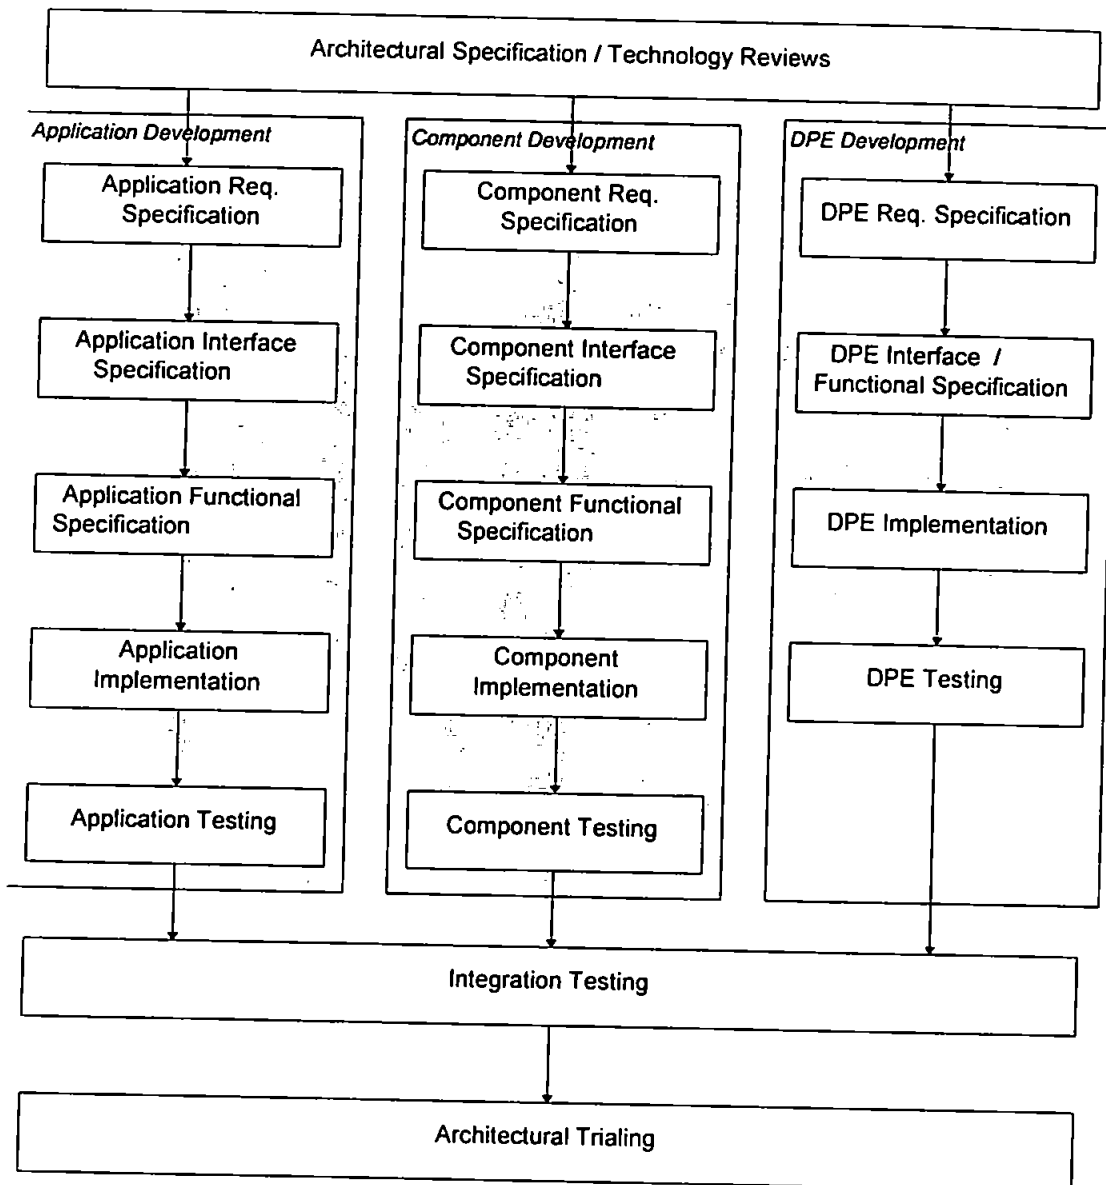 Architectural Specification / Technology Reviews
Application Development
Application Req.
Specification
Application Interface
Specification
Application Functional
Specification
Application
Implementation
Application Testing
Component Development
Component Req.
Specification
Component Interface
Specification
Component Functional
Specification
Component
Implementation
Component Testing
DPE Development
DPE Req. Specification
DPE Interface /
Functional Specification
DPE Implementation
DPE Testing
Integration Testing
Architectural Trialing